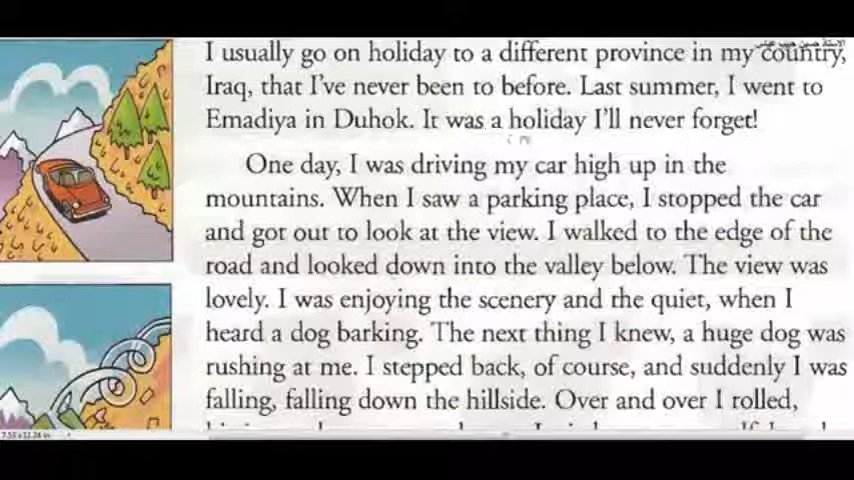 I usually go on holiday to a different province in my country,
Iraq, that I've never been to before. Last summer, I went to
Emadiya in Duhok. It was a holiday I'll never forget!
One day, I was driving my car high up in the
mountains. When I saw a parking place, I stopped the car
and got out to look at the view. I walked to the edge of the
road and looked down into the valley below. The view was
lovely. I was enjoying the scenery and the quiet, when I
heard a dog barking. The next thing I knew, a huge dog was
rushing at me. I stepped back, of course, and suddenly I was
falling, falling down the hillside. Over and over I rolled,